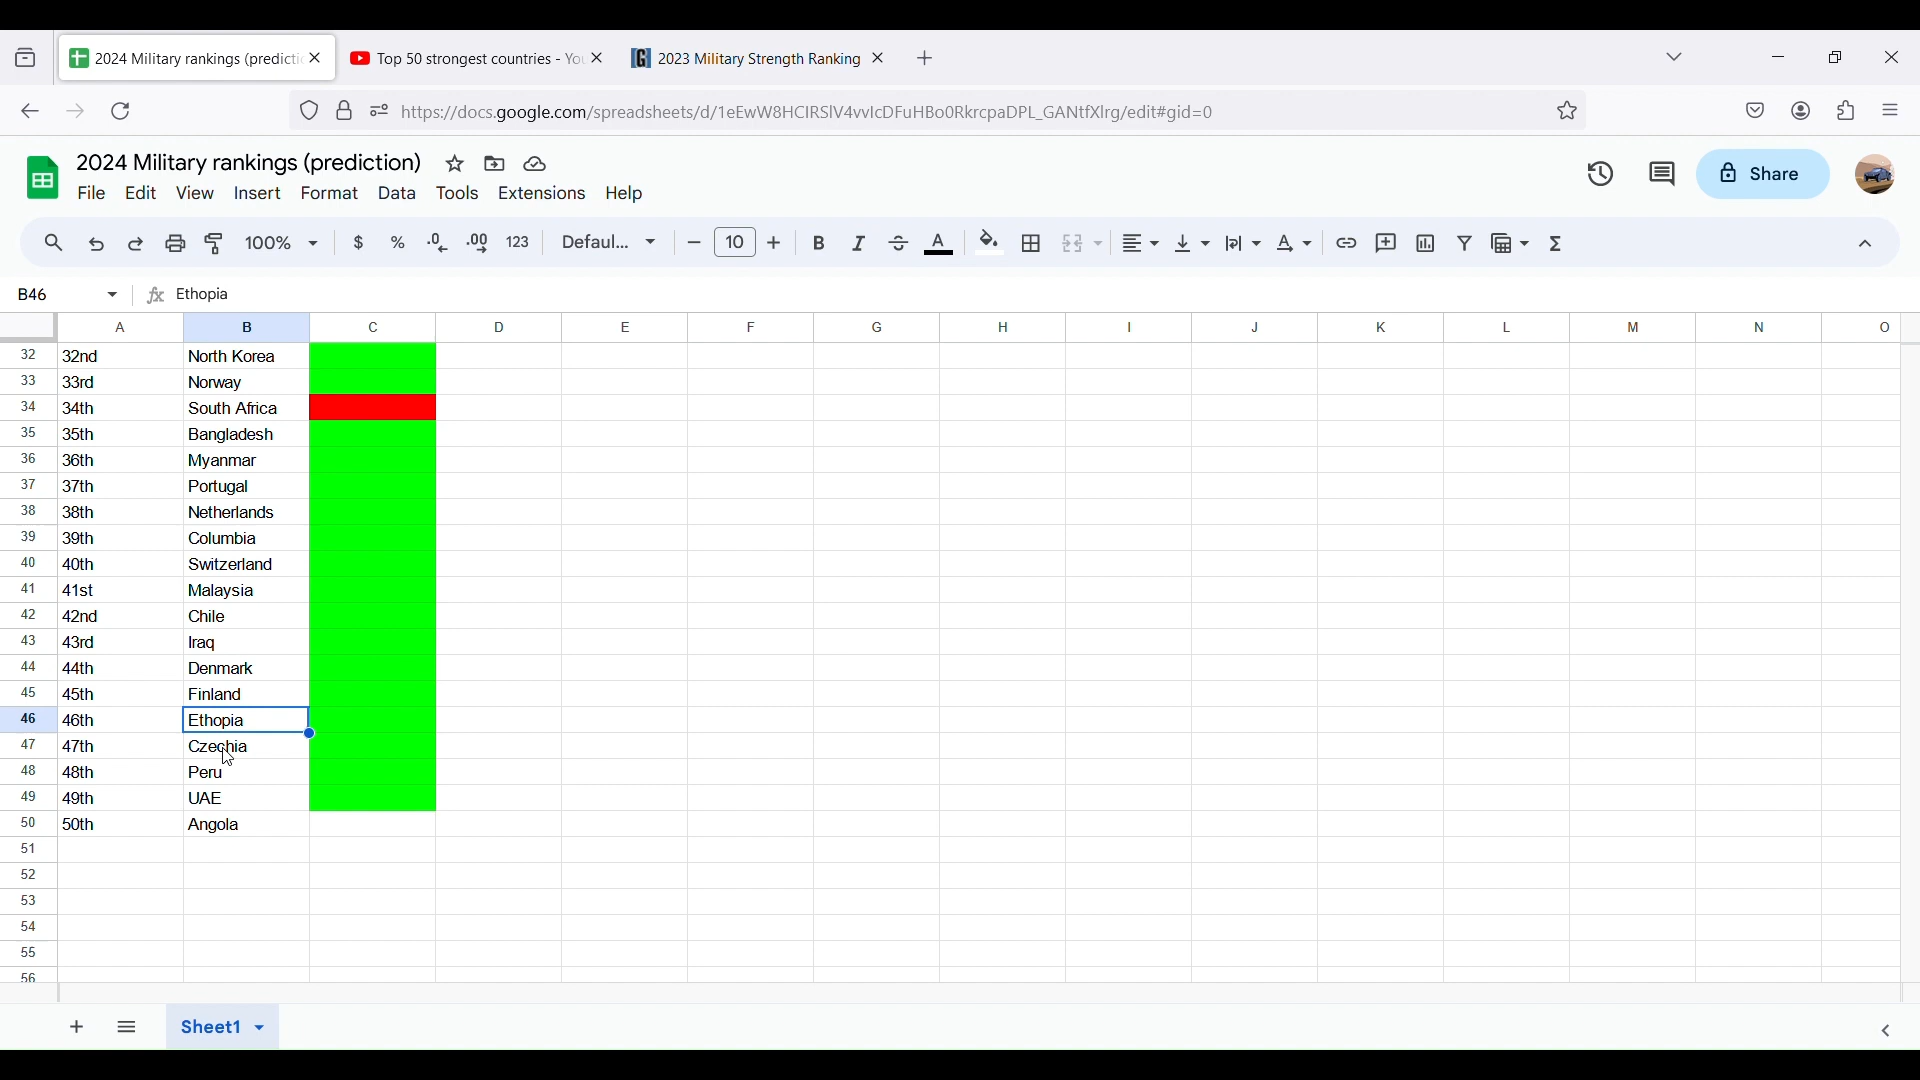 2024 Military rankings (predicti
Top 50 strongest countries - You
2023 Military Strength Ranking
https://docs.google.com/spreadsheets/d/1eEwW8HCIRSlV4vvlcDFuHBo0RkrcpaDPL_GANtfXlrg/edit#gid=0
2024 Military rankings (prediction)
File Edit View Insert Format Data Tools Extensions Help
Share
100% $ % .0 .00 123 Defaul... 10 B I A
B46 fx Ethopia
A B C D E F G H I J K L M N O
32 32nd North Korea
33 33rd Norway
34 34th South Africa
35 35th Bangladesh
36 36th Myanmar
37 37th Portugal
38 38th Netherlands
39 39th Columbia
40 40th Switzerland
41 41st Malaysia
42 42nd Chile
43 43rd Iraq
44 44th Denmark
45 45th Finland
46 46th Ethopia
47 47th Czechia
48 48th Peru
49 49th UAE
50 50th Angola
51
52
53
54
55
56
Sheet1